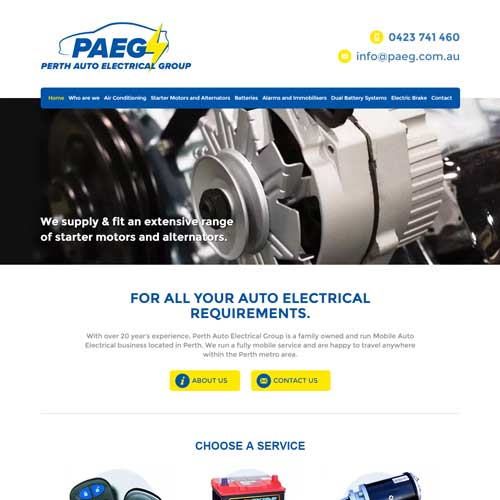 PAEG
PERTH AUTO ELECTRICAL GROUP
0423 741 460
info@paeg.com.au
Home Who are we Air Conditioning Starter Motors and Alternators Batteries Alarms and Immobilisers Dual Battery Systems Electric Brake Contact
We supply & fit an extensive range
of starter motors and alternators.
FOR ALL YOUR AUTO ELECTRICAL
REQUIREMENTS.
With over 20 year's experience, Perth Auto Electrical Group is a family owned and run Mobile Auto
Electrical business located in Perth. We run a fully mobile service and are happy to travel anywhere
within the Perth metro area.
ABOUT US
CONTACT US
CHOOSE A SERVICE